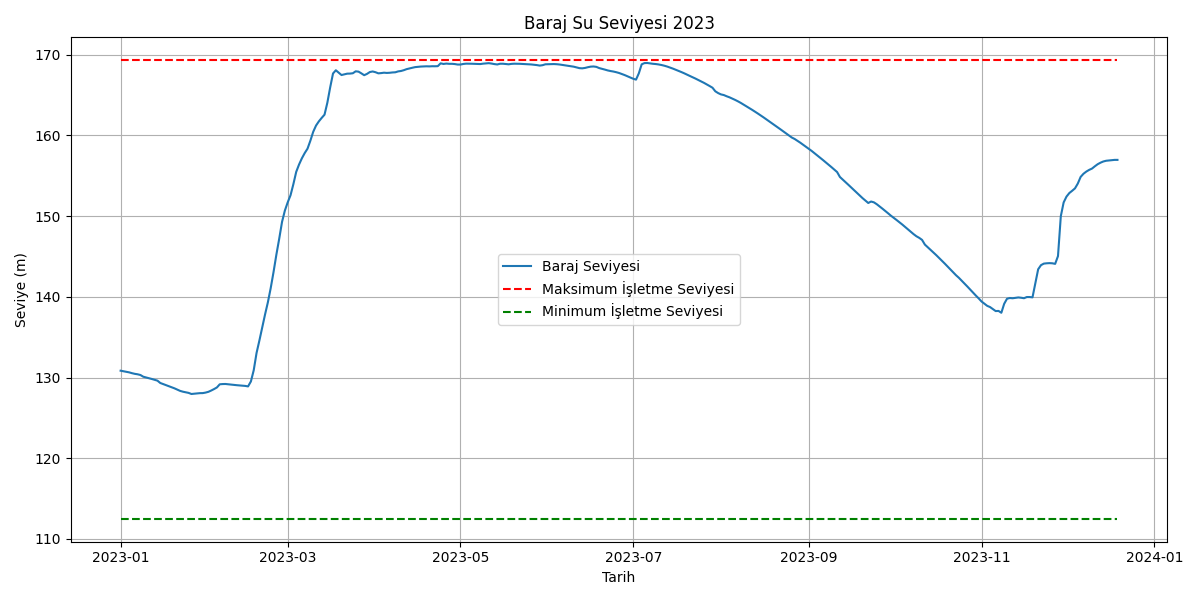 Baraj Su Seviyesi 2023
Seviye (m)
170
160
150
140
130
120
110
Baraj Seviyesi
Maksimum İşletme Seviyesi
Minimum İşletme Seviyesi
2023-01
2023-03
2023-05
2023-07
2023-09
2023-11
2024-01
Tarih